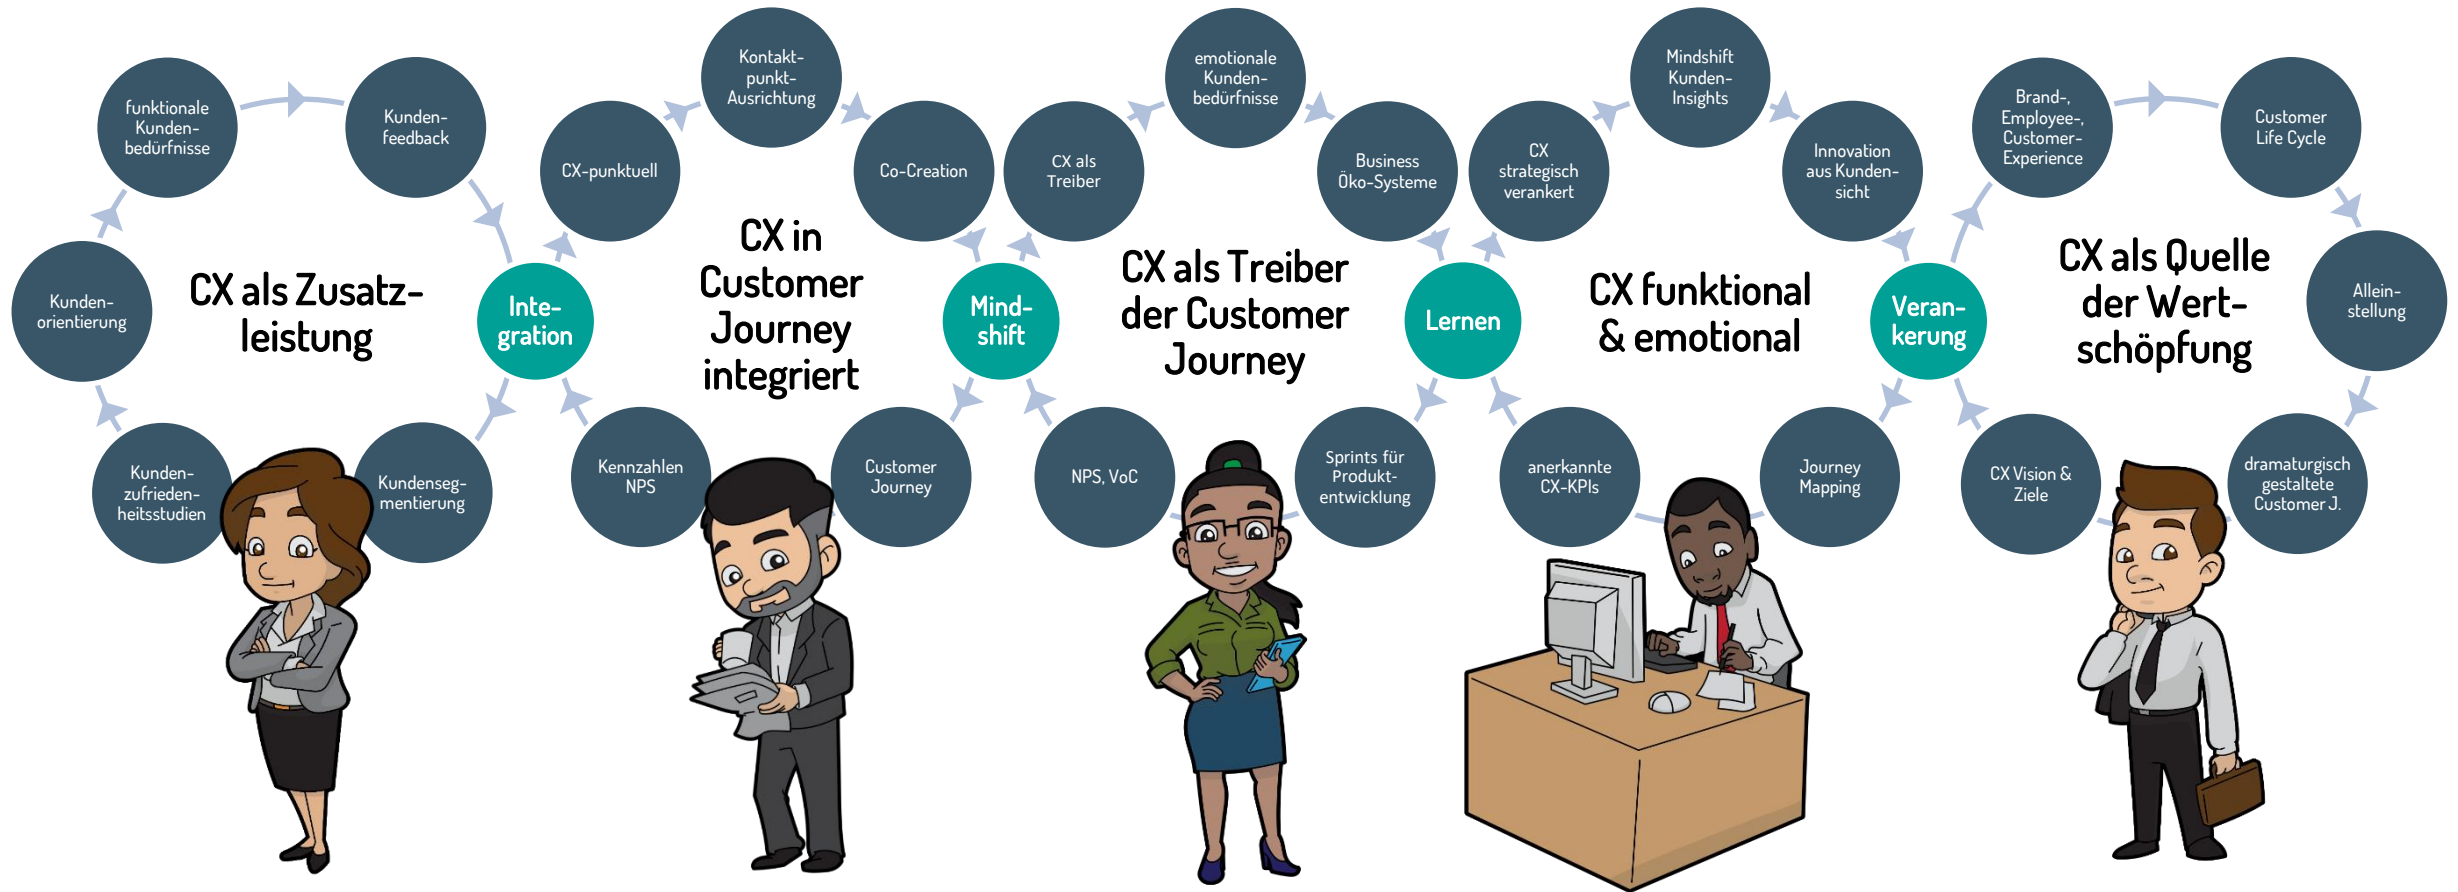 funktionale
Kunden-
bedürfnisse
Kunden-
feedback
Kunden-
orientierung
CX als Zusatz-
leistung
Kunden-
zufrieden-
heitsstudien
Kundenseg-
mentierung
Inte-
gration
CX-punktuell
Kontakt-
punkt-
Ausrichtung
Co-Creation
CX in
Customer
Journey
integriert
Kennzahlen
NPS
Customer
Journey
Mind-
shift
CX als
Treiber
emotionale
Kunden-
bedürfnisse
Business
Öko-Systeme
CX als Treiber
der Customer
Journey
NPS, VoC
Sprints für
Produkt-
entwicklung
Lernen
CX
strategisch
verankert
Mindshift
Kunden-
Insights
Innovation
aus Kunden-
sicht
CX funktional
& emotional
anerkannte
CX-KPIs
Journey
Mapping
Veran-
kerung
Brand-,
Employee-,
Customer-
Experience
Customer
Life Cycle
Allein-
stellung
CX als Quelle
der Wert-
schöpfung
CX Vision &
Ziele
dramaturgisch
gestaltete
Customer J.